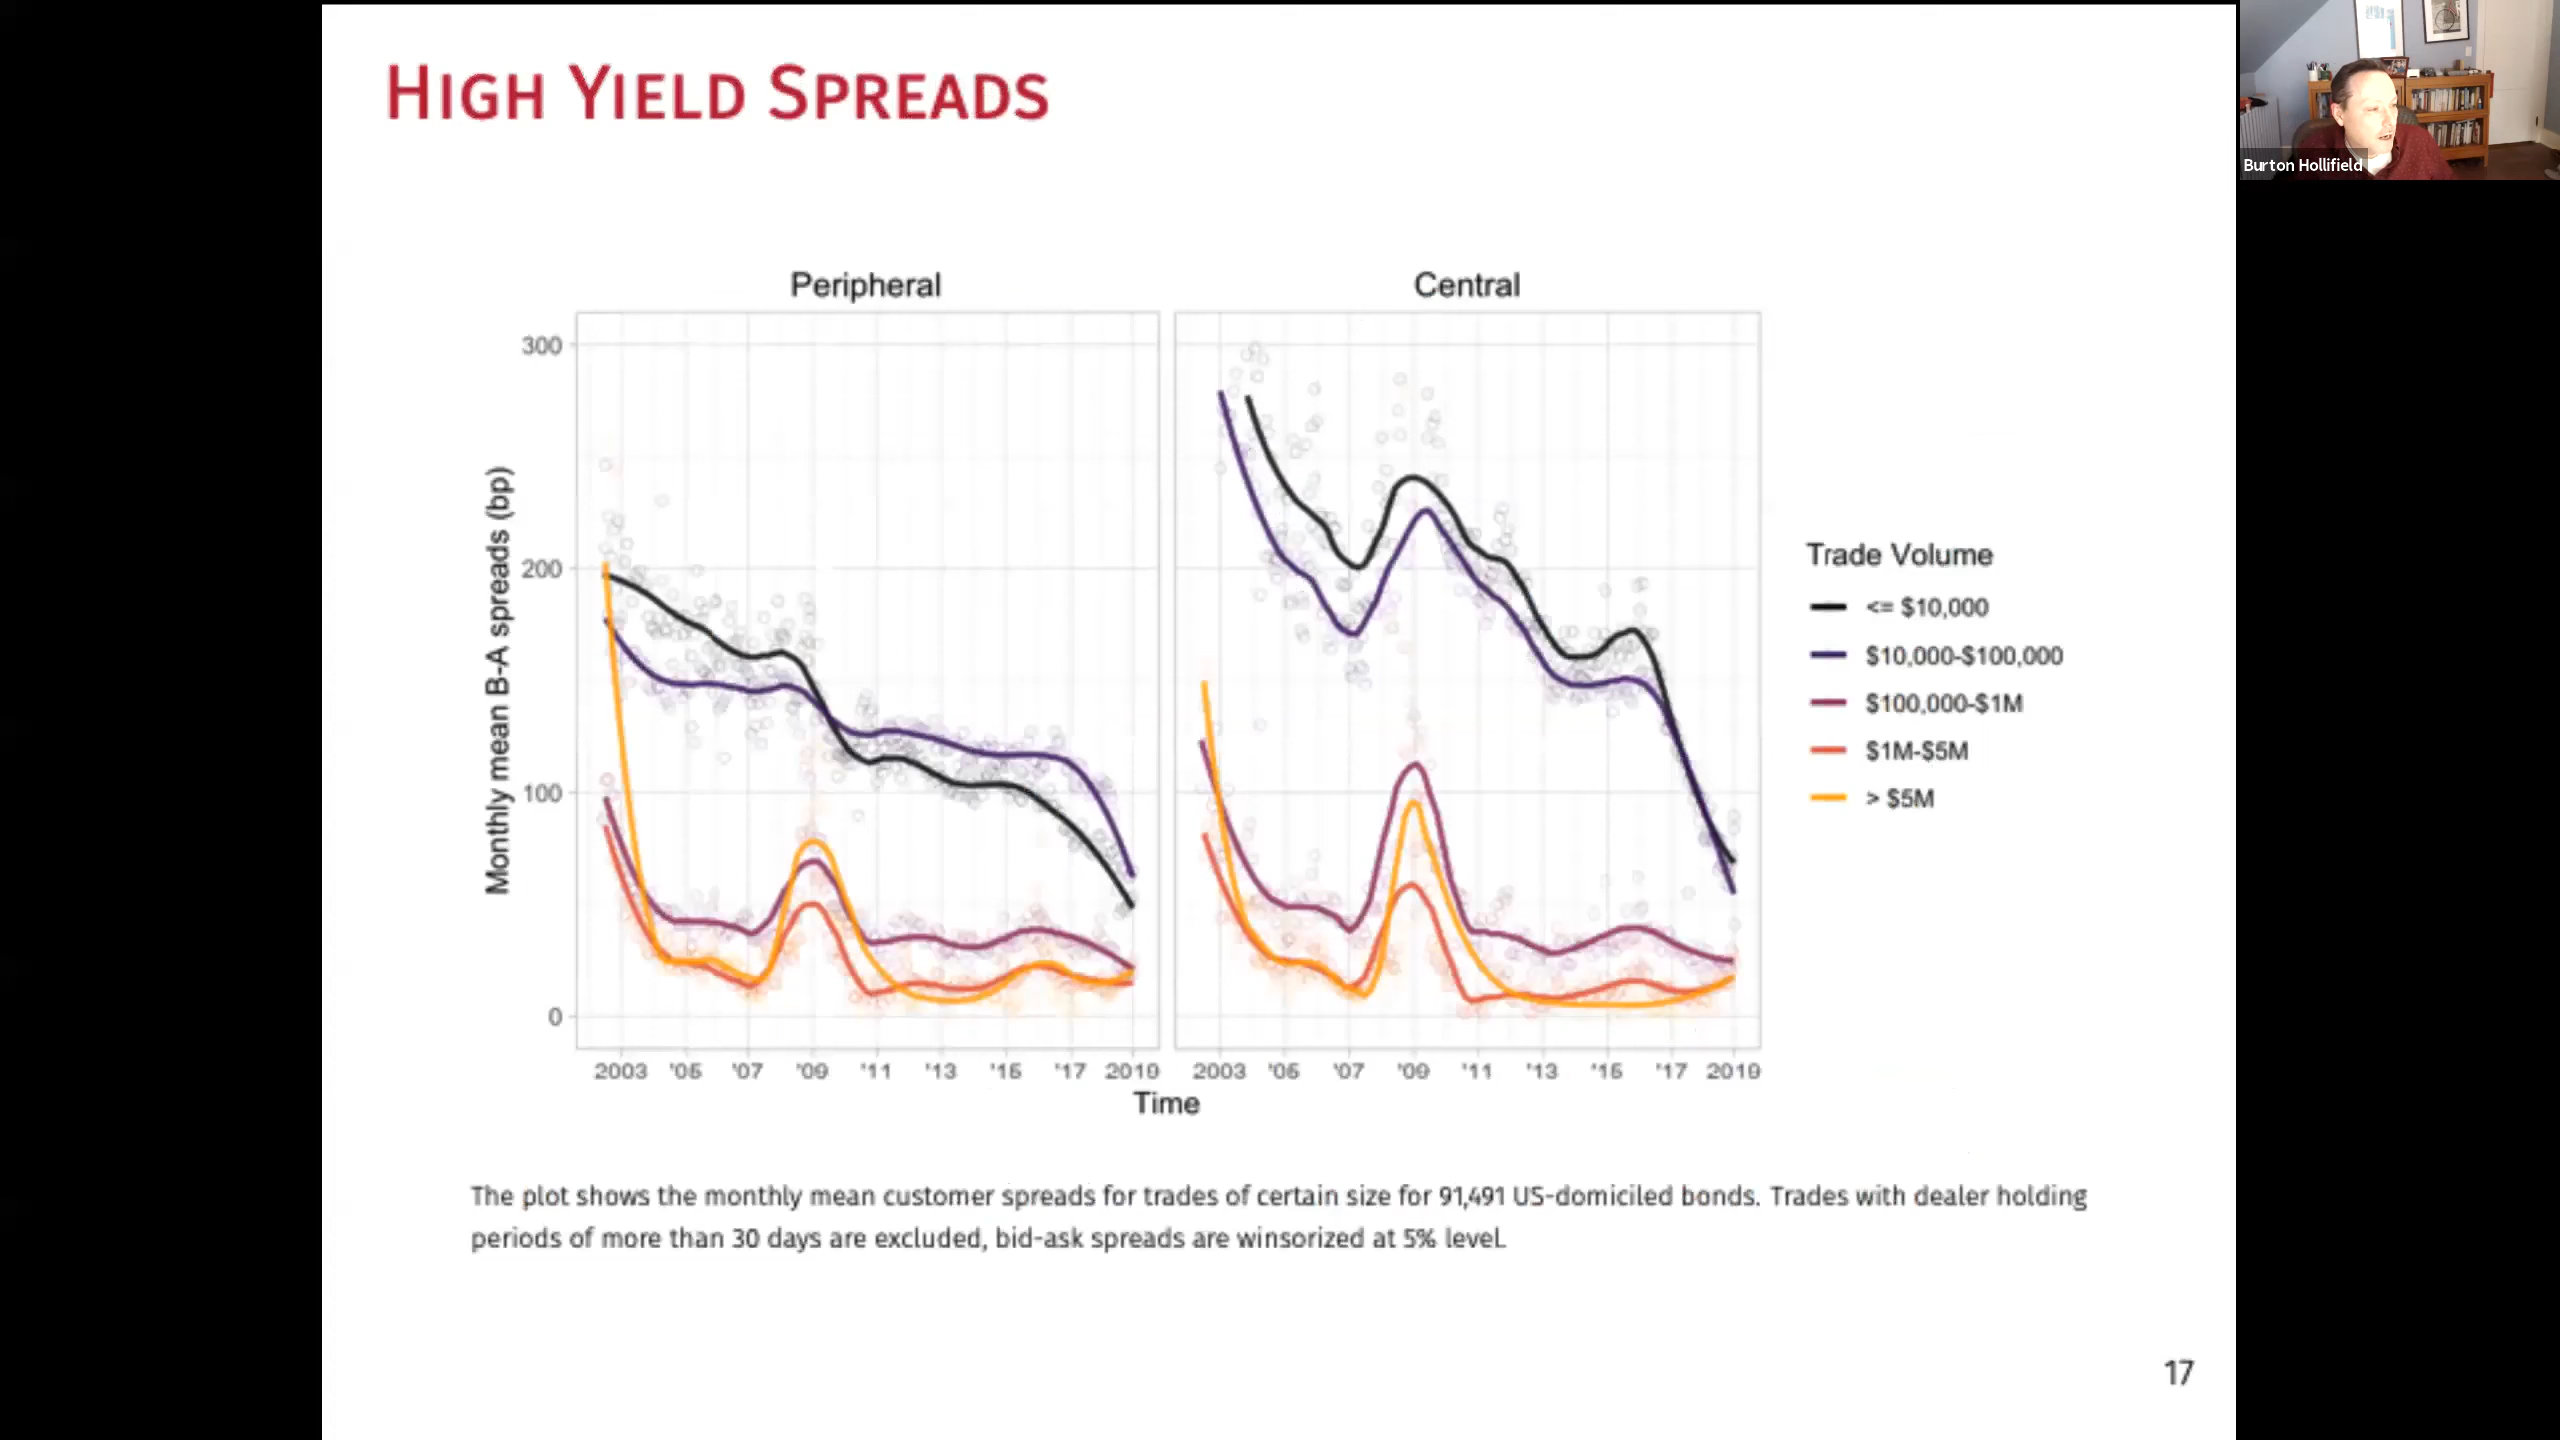 HIGH YIELD SPREADS
Burton Hollifield
Peripheral
Central
Monthly mean B-A spreads (bp)
300
200
100
0
2003 '05 '07 '09 '11 '13 '15 '17 2019
2003 '05 '07 '09 '11 '13 '15 '17 2019
Time
Trade Volume
<= $10,000
$10,000-$100,000
$100,000-$1M
$1M-$5M
> $5M
The plot shows the monthly mean customer spreads for trades of certain size for 91,491 US-domiciled bonds. Trades with dealer holding
periods of more than 30 days are excluded, bid-ask spreads are winsorized at 5% level.
17